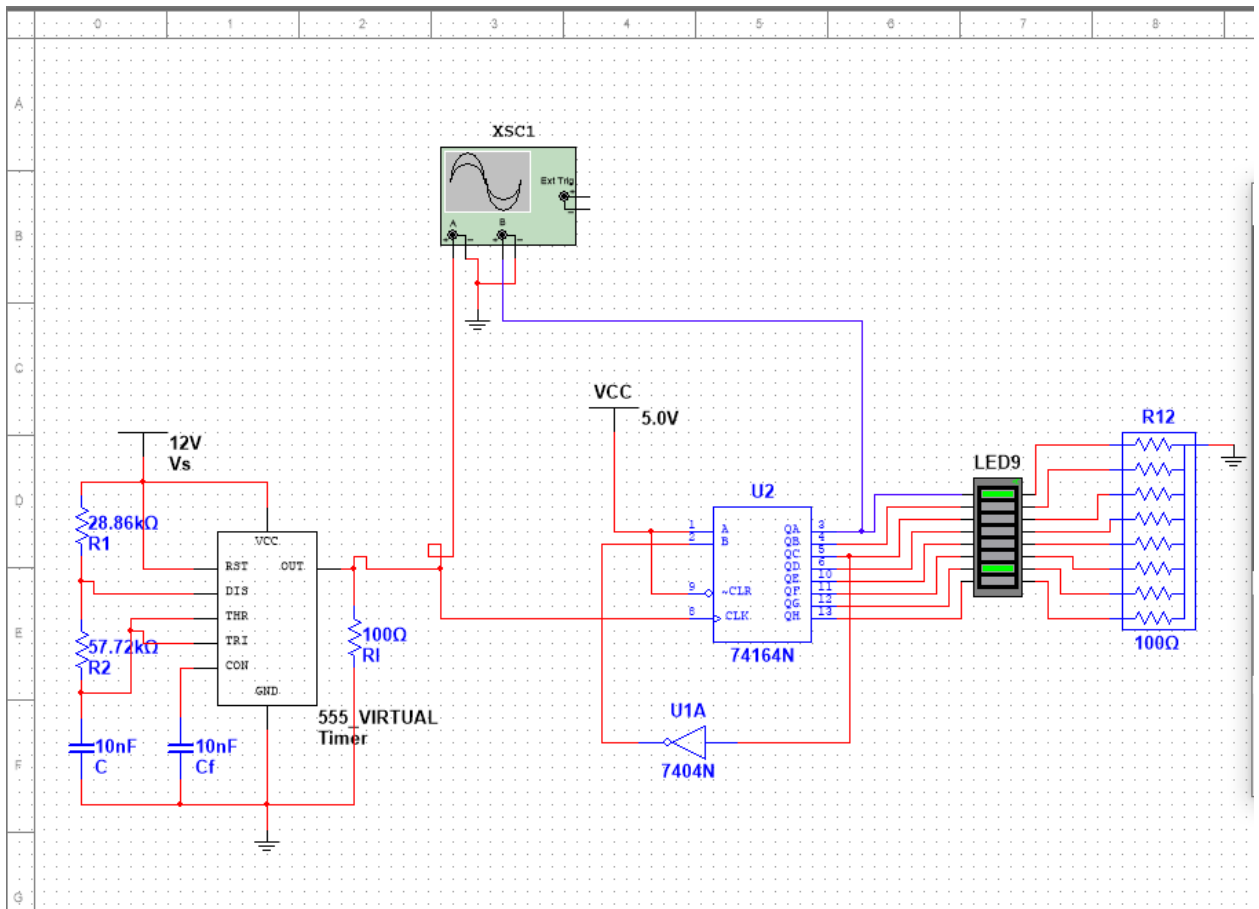 0 1 2 3 4 5 6 7 8
A
B
C
D
E
F
G
XSC1
Ext Trig
+
−
A
B
+ − + −
VCC
5.0V
12V
Vs
28.86kΩ
R1
57.72kΩ
R2
10nF
C
10nF
Cf
VCC
RST
OUT
DIS
THR
TRI
CON
GND
555_VIRTUAL
Timer
100Ω
Rl
U2
1 A QA 3
2 B QB 4
QC 5
QD 6
QE 10
9 ~CLR QF 11
QG 12
8 CLK QH 13
74164N
U1A
7404N
LED9
R12
100Ω